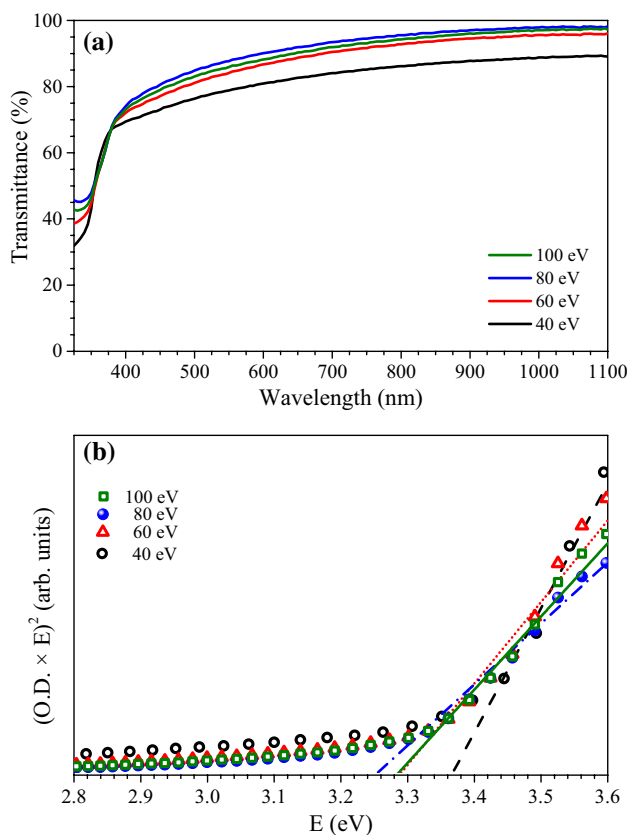 (a)
100
80
60
40
20
0
Transmittance (%)
100 eV
80 eV
60 eV
40 eV
400 500 600 700 800 900 1000 1100
Wavelength (nm)
(b)
100 eV
80 eV
60 eV
40 eV
(O.D. × E)² (arb. units)
2.8 2.9 3.0 3.1 3.2 3.3 3.4 3.5 3.6
E (eV)